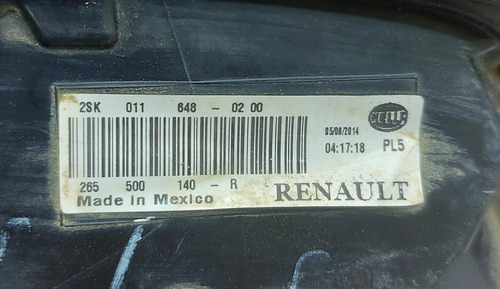 2SK 011 648 - 02 00
HELLA
05/08/2014
04:17:18 PL5
265 500 140 - R
Made in Mexico
RENAULT